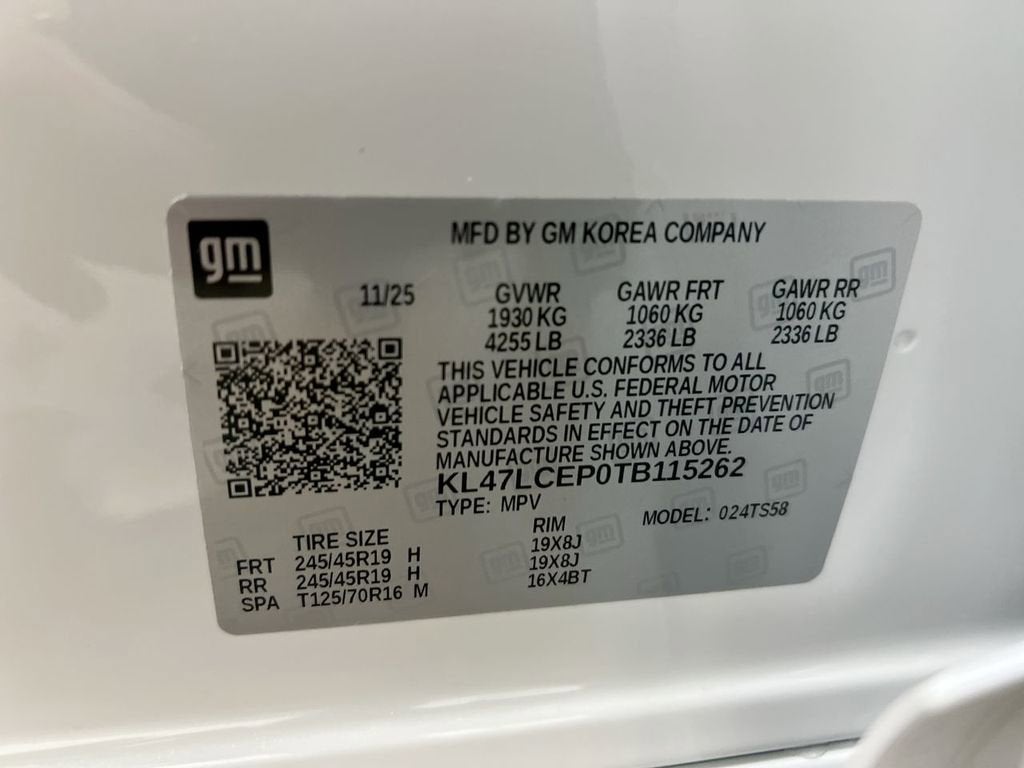 gm
MFD BY GM KOREA COMPANY
11/25 GVWR GAWR FRT GAWR RR
1930 KG 1060 KG 1060 KG
4255 LB 2336 LB 2336 LB
THIS VEHICLE CONFORMS TO ALL
APPLICABLE U.S. FEDERAL MOTOR
VEHICLE SAFETY AND THEFT PREVENTION
STANDARDS IN EFFECT ON THE DATE OF
MANUFACTURE SHOWN ABOVE.
KL47LCEP0TB115262
TYPE: MPV MODEL: 024TS58
TIRE SIZE RIM
FRT 245/45R19 H 19X8J
RR 245/45R19 H 19X8J
SPA T125/70R16 M 16X4BT